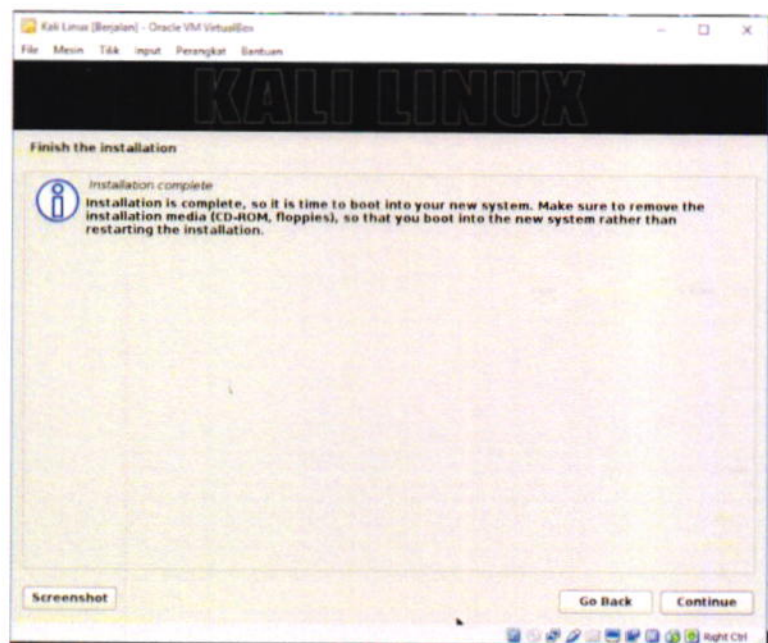 Kali Linux [Berjalan] - Oracle VM VirtualBox
File Mesin Tilik Input Perangkat Bantuan
KALI LINUX
Finish the installation
Installation complete
Installation is complete, so it is time to boot into your new system. Make sure to remove the
installation media (CD-ROM, floppies), so that you boot into the new system rather than
restarting the installation.
Screenshot
Go Back
Continue
Right Ctrl